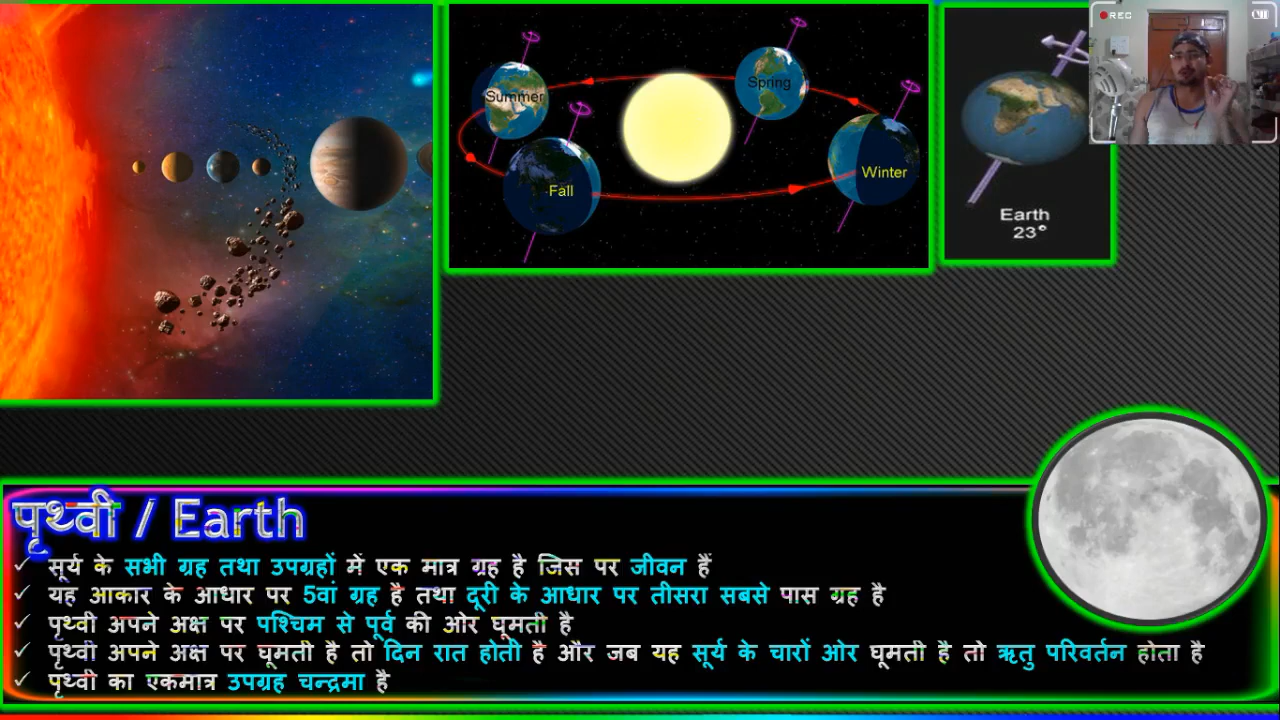 REC
Summer
Spring
Fall
Winter
Earth
23°
पृथ्वी / Earth
✓ सूर्य के सभी ग्रह तथा उपग्रहों में एक मात्र ग्रह है जिस पर जीवन हैं
✓ यह आकार के आधार पर 5वां ग्रह है तथा दूरी के आधार पर तीसरा सबसे पास ग्रह है
✓ पृथ्वी अपने अक्ष पर पश्चिम से पूर्व की ओर घूमती है
✓ पृथ्वी अपने अक्ष पर घूमती है तो दिन रात होती है और जब यह सूर्य के चारों ओर घूमती है तो ऋतु परिवर्तन होता है
✓ पृथ्वी का एकमात्र उपग्रह चन्द्रमा है